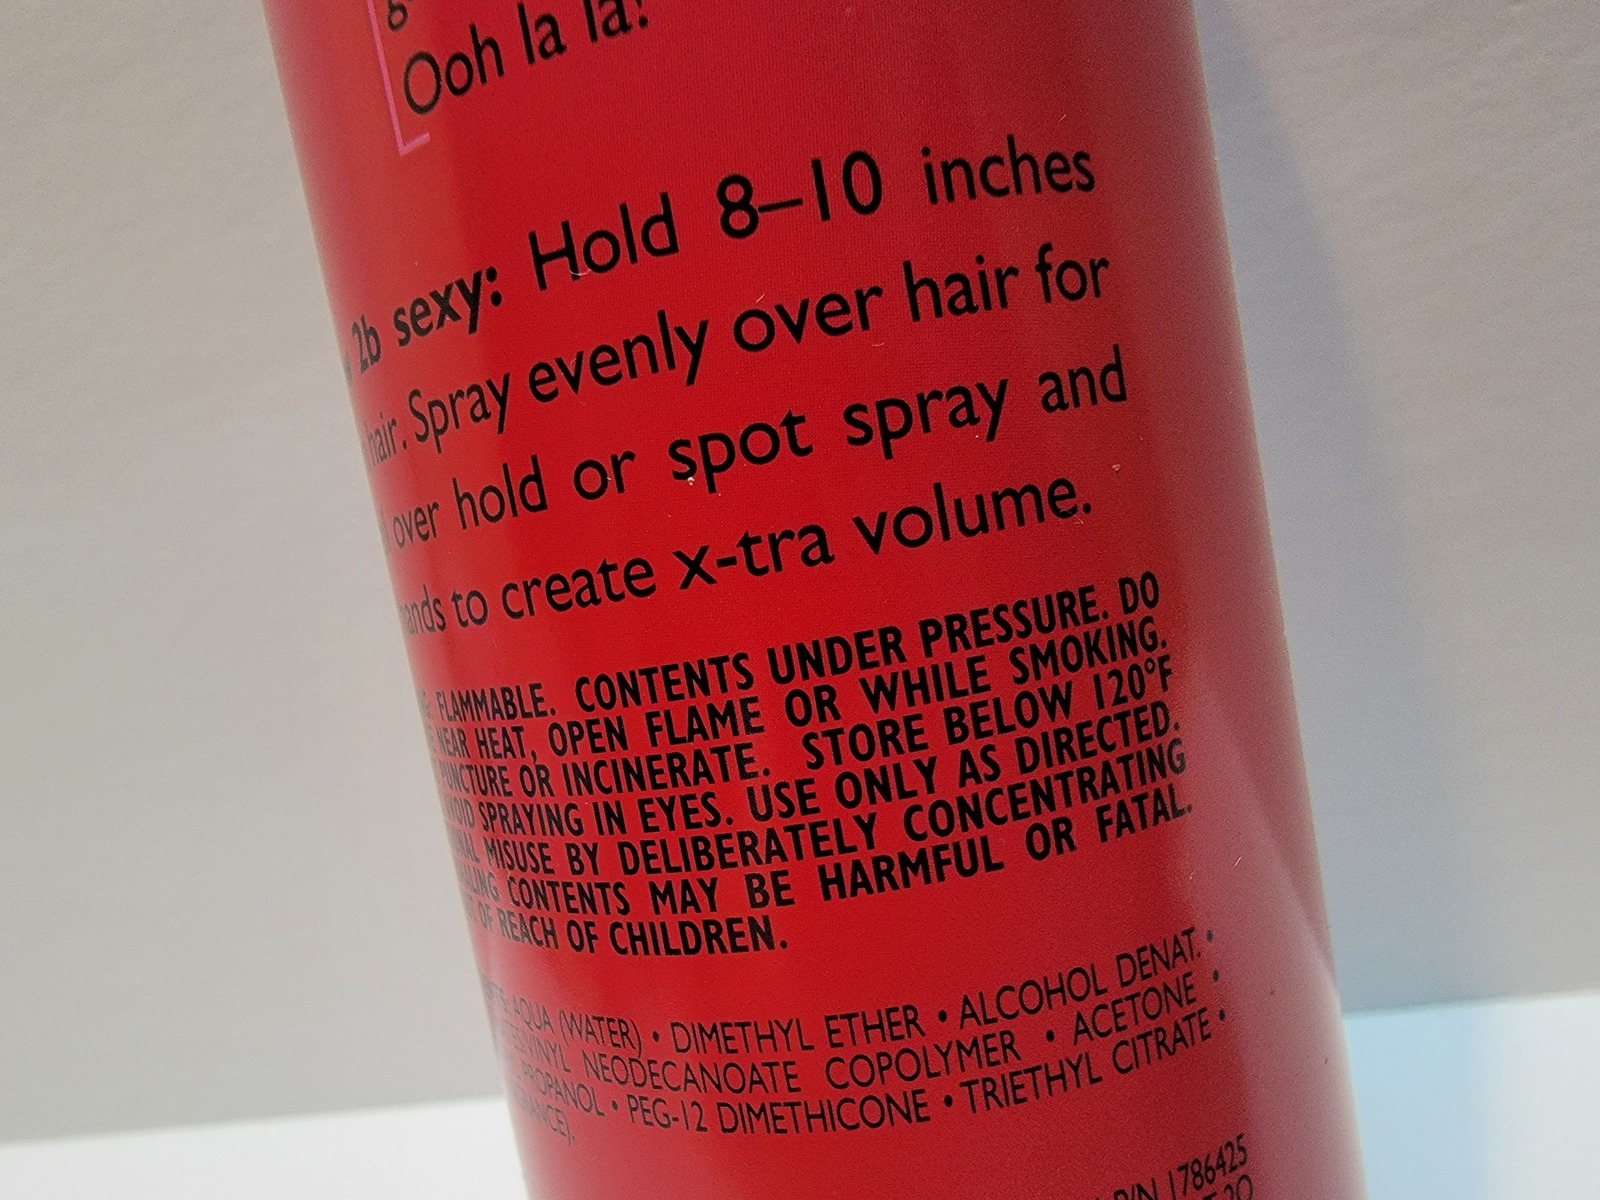 Ooh la la!
2b sexy: Hold 8–10 inches
hair. Spray evenly over hair for
over hold or spot spray and
hands to create x-tra volume.
FLAMMABLE. CONTENTS UNDER PRESSURE. DO
NEAR HEAT, OPEN FLAME OR WHILE SMOKING.
PUNCTURE OR INCINERATE. STORE BELOW 120°F
AVOID SPRAYING IN EYES. USE ONLY AS DIRECTED.
MISUSE BY DELIBERATELY CONCENTRATING
CONTENTS MAY BE HARMFUL OR FATAL.
OF REACH OF CHILDREN.
AQUA (WATER) • DIMETHYL ETHER • ALCOHOL DENAT. •
NEODECANOATE COPOLYMER • ACETONE •
PROPANOL • PEG-12 DIMETHICONE • TRIETHYL CITRATE •
P/N 1786425